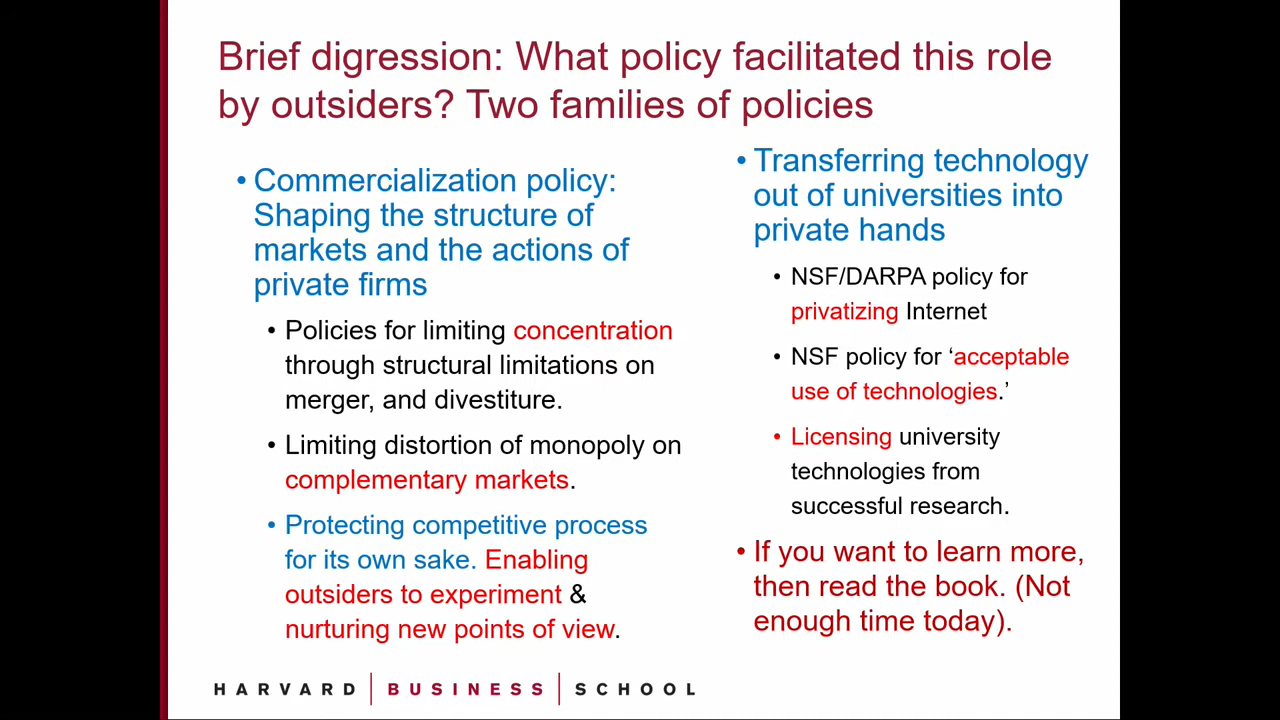 Brief digression: What policy facilitated this role
by outsiders? Two families of policies
• Commercialization policy:
Shaping the structure of
markets and the actions of
private firms
• Policies for limiting concentration
through structural limitations on
merger, and divestiture.
• Limiting distortion of monopoly on
complementary markets.
• Protecting competitive process
for its own sake. Enabling
outsiders to experiment &
nurturing new points of view.
• Transferring technology
out of universities into
private hands
• NSF/DARPA policy for
privatizing Internet
• NSF policy for ‘acceptable
use of technologies.’
• Licensing university
technologies from
successful research.
• If you want to learn more,
then read the book. (Not
enough time today).
HARVARD | BUSINESS | SCHOOL